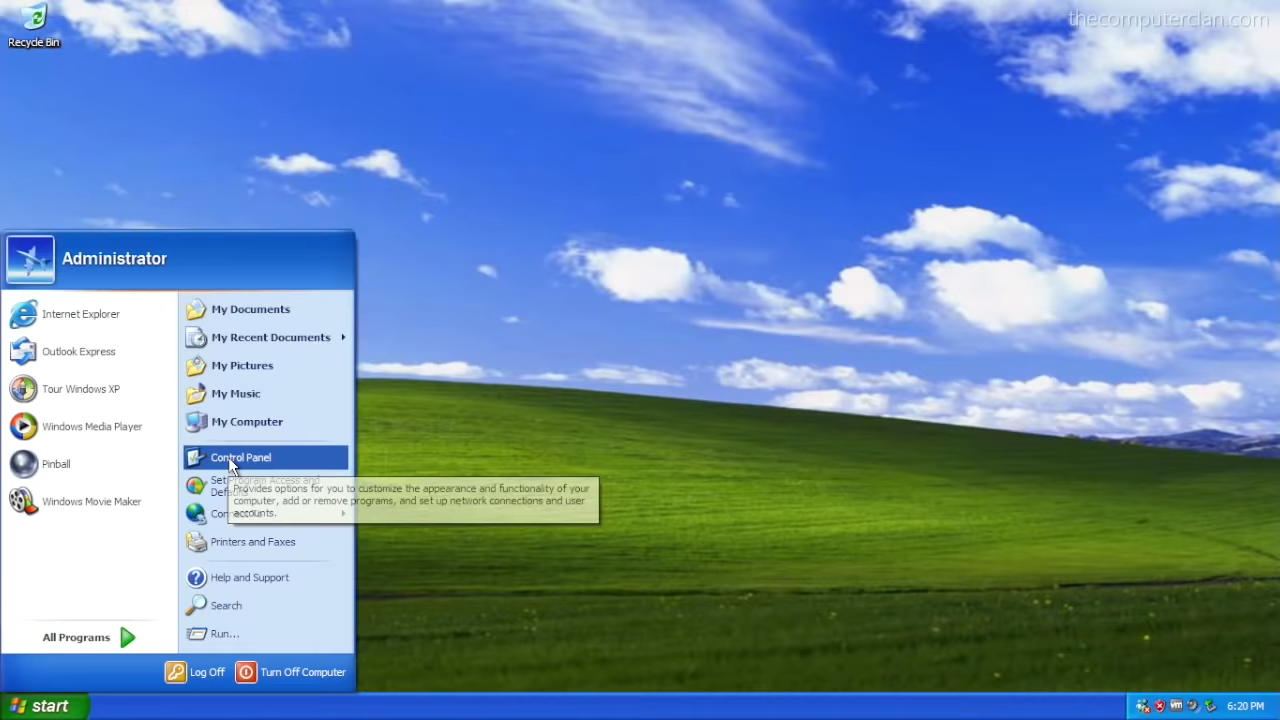 thecomputerclan.com
Recycle Bin
Administrator
Internet Explorer
Outlook Express
Tour Windows XP
Windows Media Player
Pinball
Windows Movie Maker
All Programs
My Documents
My Recent Documents
My Pictures
My Music
My Computer
Control Panel
Set Program Access and
Def
Provides options for you to customize the appearance and functionality of your
computer, add or remove programs, and set up network connections and user
accounts.
Printers and Faxes
Help and Support
Search
Run...
Log Off
Turn Off Computer
start
6:20 PM